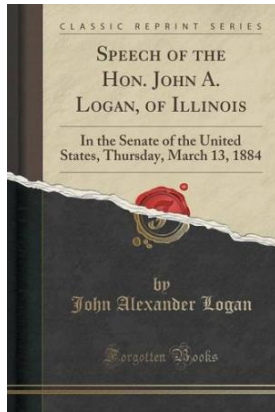 CLASSIC REPRINT SERIES
SPEECH OF THE
HON. JOHN A.
LOGAN, OF ILLINOIS
In the Senate of the United
States, Thursday, March 13, 1884
by
John Alexander Logan
Forgotten Books